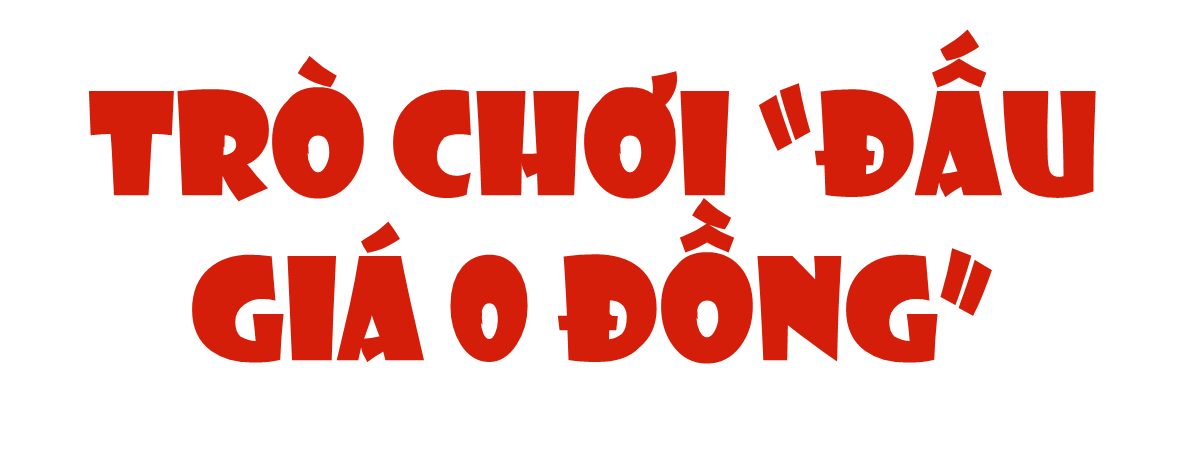 TRÒ CHƠI "ĐẤU
GIÁ 0 ĐỒNG"